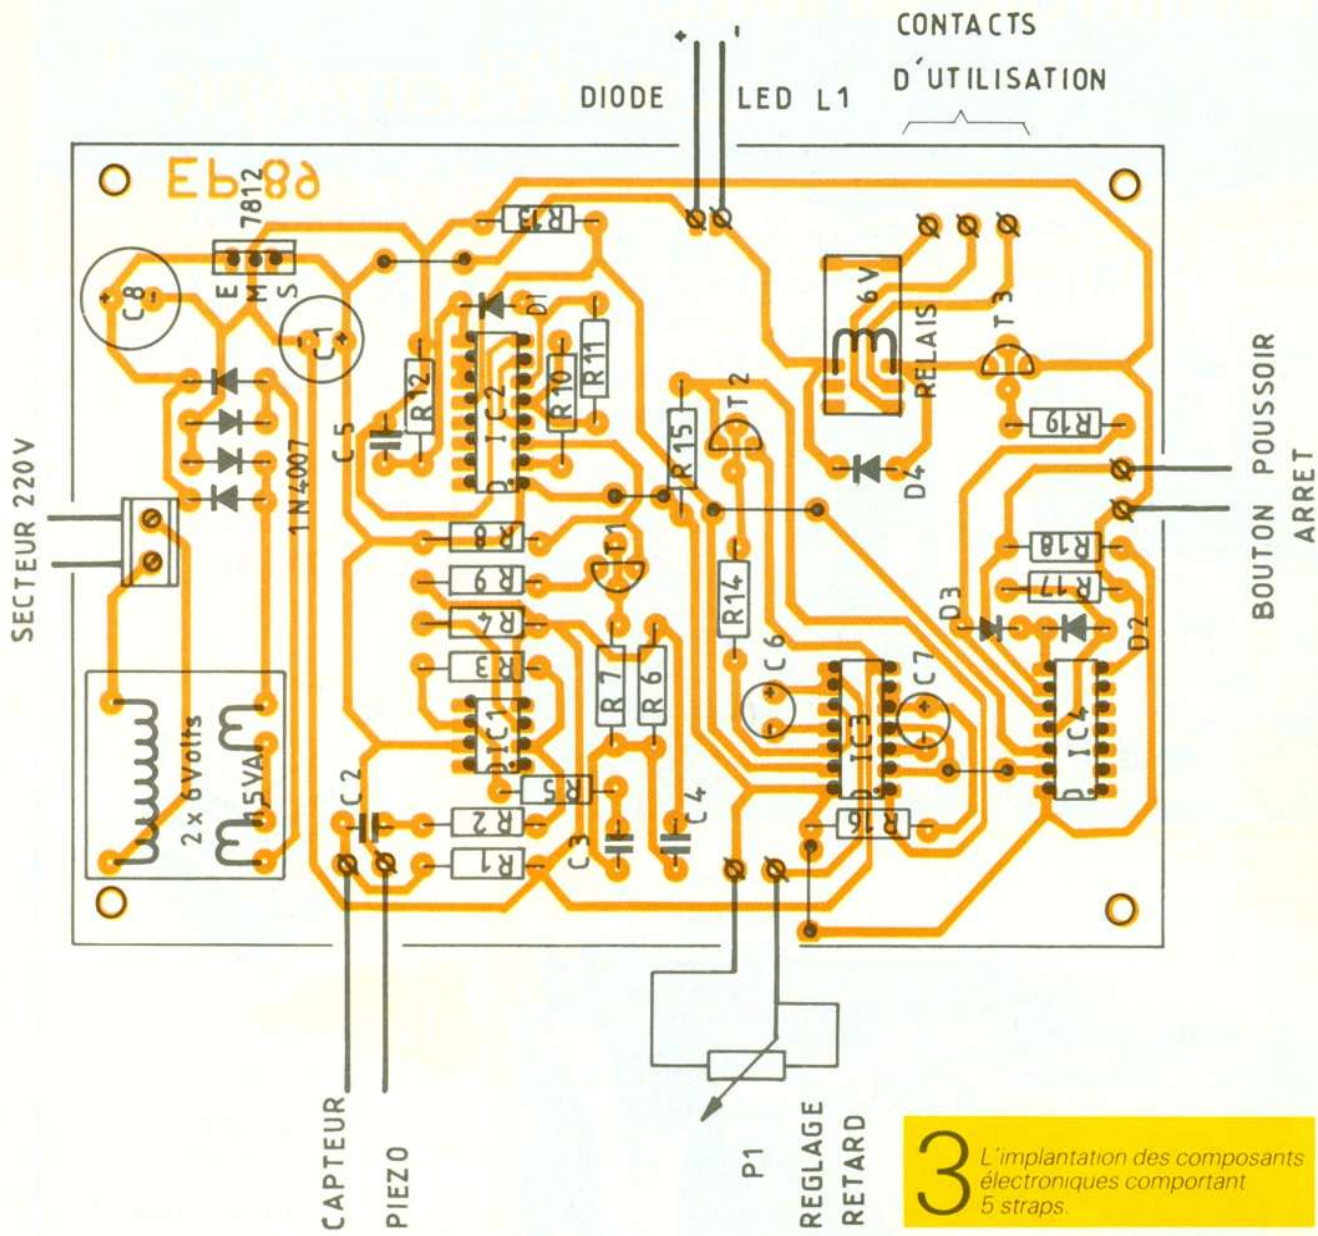 CONTACTS
D'UTILISATION
+ -
DIODE LED L1
SECTEUR 220V
EP 89
7812
E M S
C8
+ -
C1
- +
1N4007
2 x 6Volts
15VA
R13
D1
C5
R12
IC2
R10
R11
R8
R9
R4
R3
T1
IC1
R7
R6
R5
C2
R2
R1
C3
C4
R15
T2
R14
C6
+ -
IC3
C7
+ -
R16
6V
RELAIS
T3
D4
R19
R18
R17
D3
D2
IC4
BOUTON POUSSOIR
ARRET
CAPTEUR
PIEZO
P1
REGLAGE
RETARD
3
L'implantation des composants
électroniques comportant
5 straps.